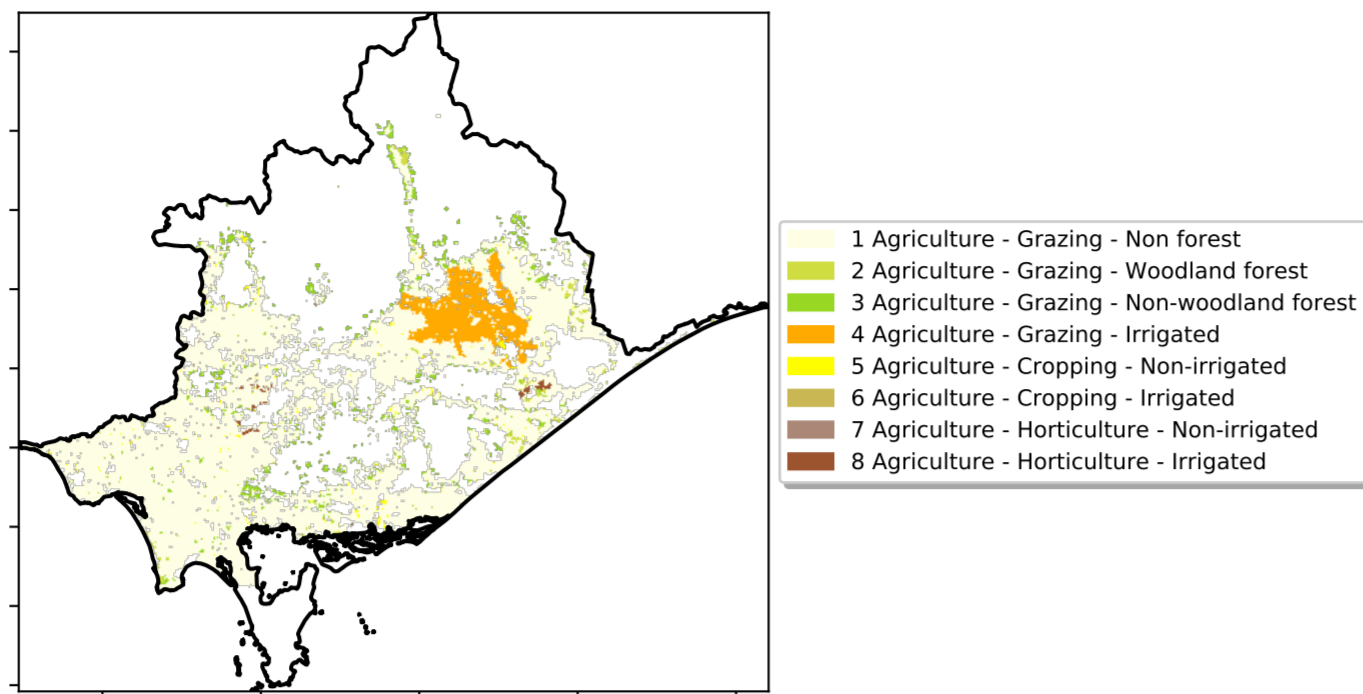 1 Agriculture - Grazing - Non forest
2 Agriculture - Grazing - Woodland forest
3 Agriculture - Grazing - Non-woodland forest
4 Agriculture - Grazing - Irrigated
5 Agriculture - Cropping - Non-irrigated
6 Agriculture - Cropping - Irrigated
7 Agriculture - Horticulture - Non-irrigated
8 Agriculture - Horticulture - Irrigated